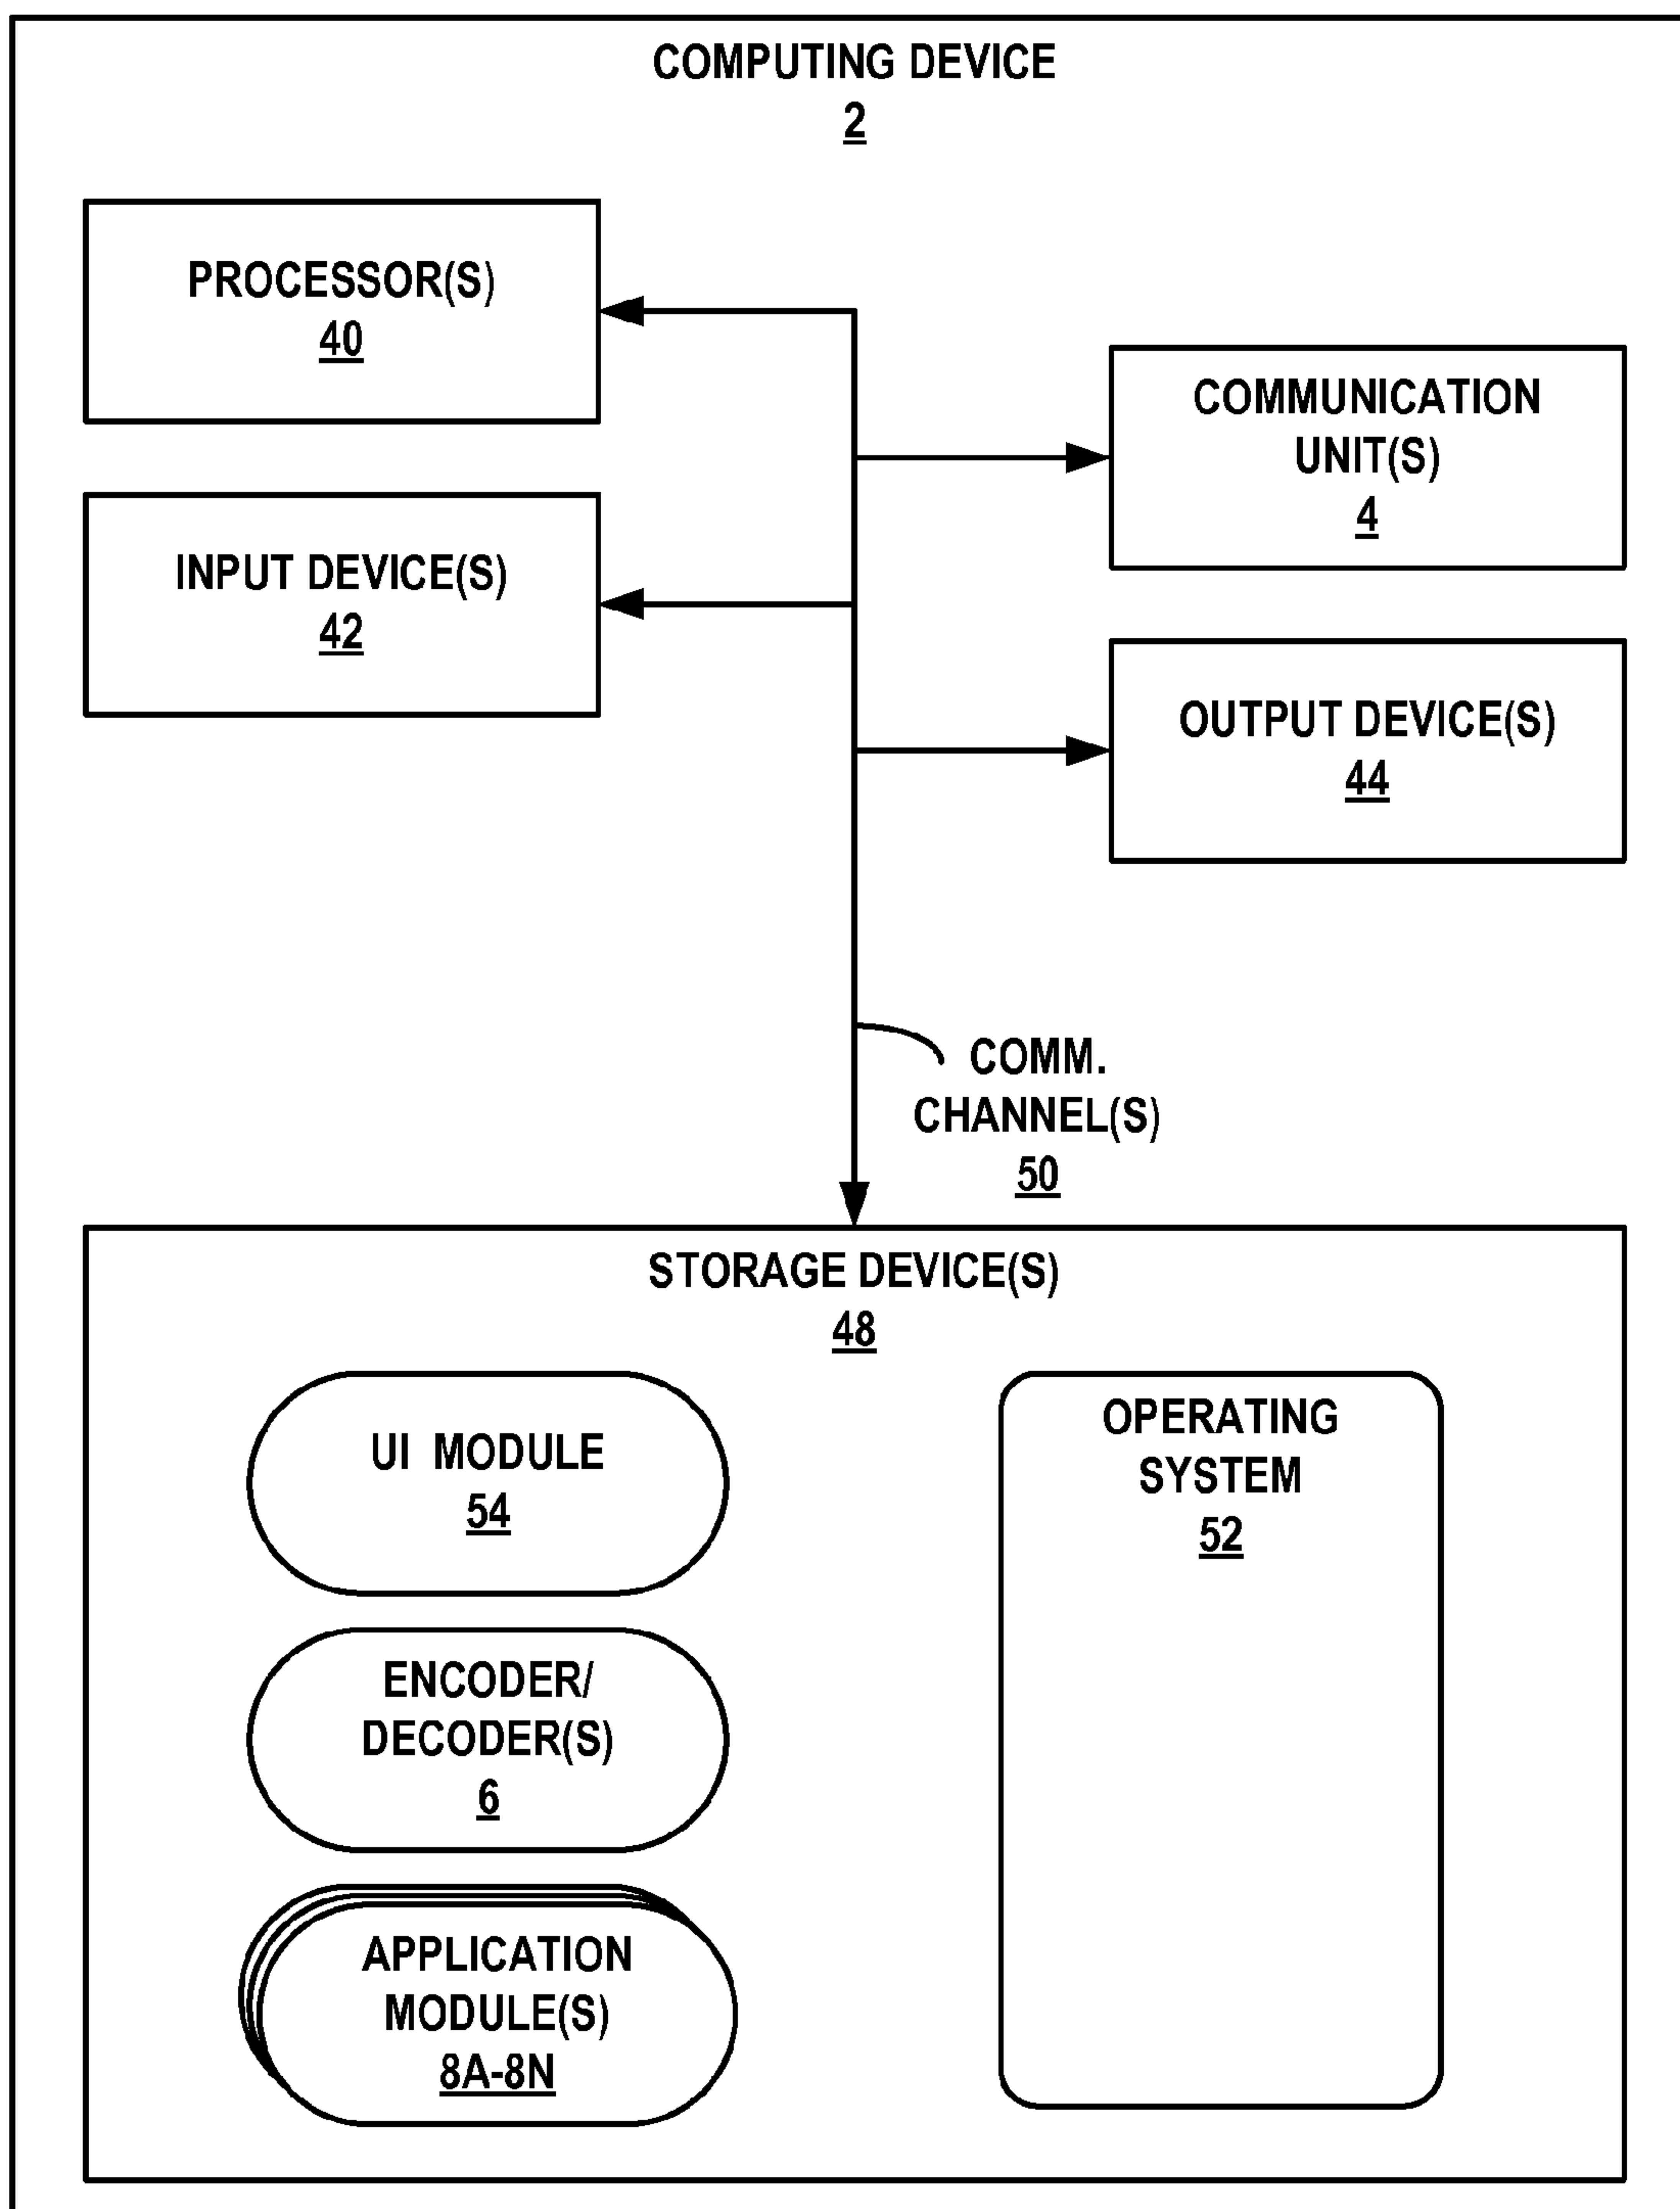 COMPUTING DEVICE
2
PROCESSOR(S)
40
COMMUNICATION
UNIT(S)
4
INPUT DEVICE(S)
42
OUTPUT DEVICE(S)
44
COMM.
CHANNEL(S)
50
STORAGE DEVICE(S)
48
UI MODULE
54
OPERATING
SYSTEM
52
ENCODER/
DECODER(S)
6
APPLICATION
MODULE(S)
8A-8N